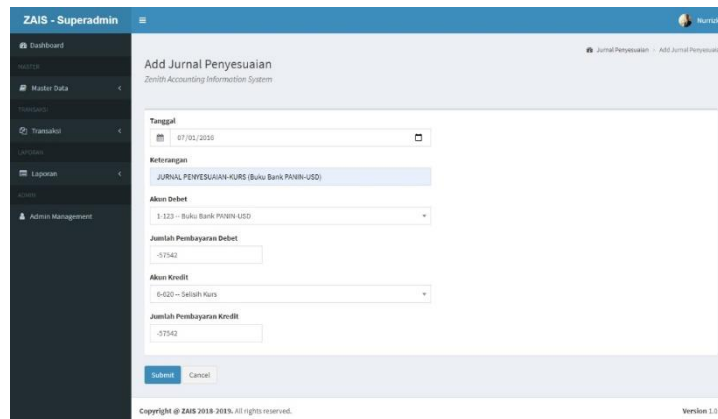 ZAIS - Superadmin
Dashboard
MASTER
Master Data
TRANSAKSI
Transaksi
LAPORAN
Laporan
ADMIN
Admin Management
Jurnal Penyesuaian > Add Jurnal Penyesuaian
Add Jurnal Penyesuaian
Zenith Accounting Information System
Tanggal
07/01/2010
Keterangan
JURNAL PENYESUAIAN-KURS (Buku Bank PANIN-USD)
Akun Debet
1-123 -- Buku Bank PANIN-USD
Jumlah Pembayaran Debet
-57542
Akun Kredit
6-620 -- Selisih Kurs
Jumlah Pembayaran Kredit
-57542
Submit Cancel
Copyright @ ZAIS 2018-2019. All rights reserved.
Version